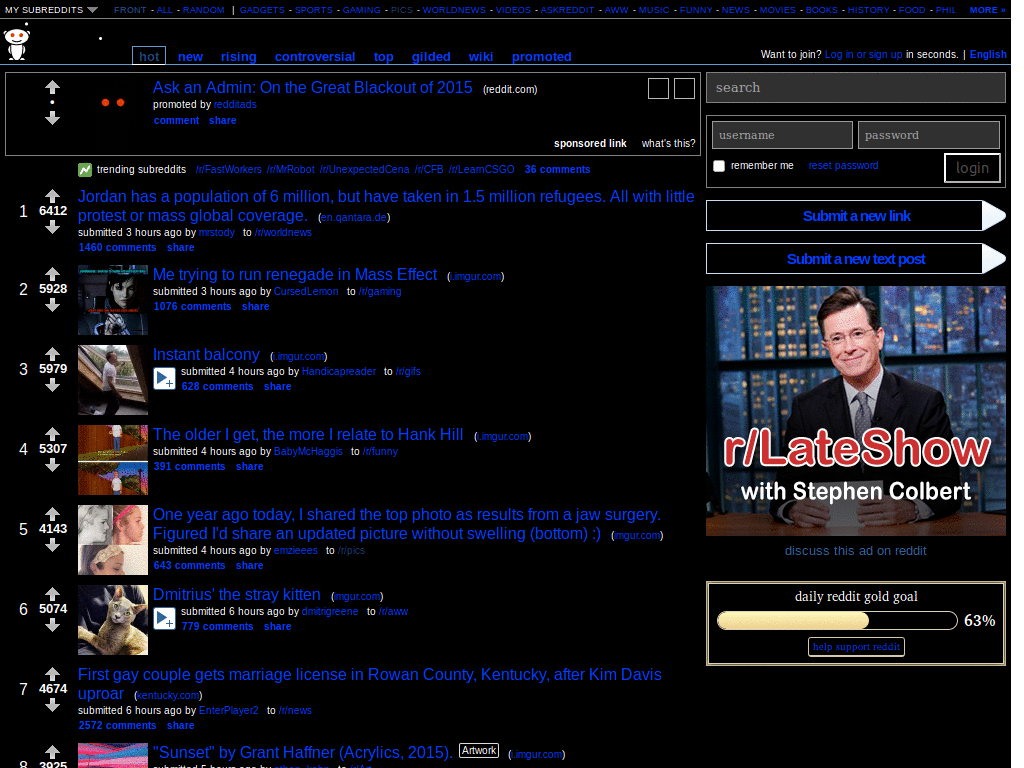 MY SUBREDDITS FRONT - ALL - RANDOM | GADGETS - SPORTS - GAMING - PICS - WORLDNEWS - VIDEOS - ASKREDDIT - AWW - MUSIC - FUNNY - NEWS - MOVIES - BOOKS - HISTORY - FOOD - PHIL MORE »
hot new rising controversial top gilded wiki promoted
Want to join? Log in or sign up in seconds. | English
Ask an Admin: On the Great Blackout of 2015 (reddit.com)
promoted by redditads
comment share
sponsored link what's this?
trending subreddits /r/FastWorkers /r/MrRobot /r/UnexpectedCena /r/CFB /r/LearnCSGO 36 comments
1 6412 Jordan has a population of 6 million, but have taken in 1.5 million refugees. All with little
protest or mass global coverage. (en.qantara.de)
submitted 3 hours ago by mrstody to /r/worldnews
1460 comments share
2 5928 Me trying to run renegade in Mass Effect (i.imgur.com)
submitted 3 hours ago by CursedLemon to /r/gaming
1076 comments share
3 5979 Instant balcony (i.imgur.com)
submitted 4 hours ago by Handicapreader to /r/gifs
628 comments share
4 5307 The older I get, the more I relate to Hank Hill (i.imgur.com)
submitted 4 hours ago by BabyMcHaggis to /r/funny
391 comments share
5 4143 One year ago today, I shared the top photo as results from a jaw surgery.
Figured I'd share an updated picture without swelling (bottom) :) (imgur.com)
submitted 4 hours ago by emzieees to /r/pics
643 comments share
6 5074 Dmitrius' the stray kitten (imgur.com)
submitted 6 hours ago by dmitrigreene to /r/aww
779 comments share
7 4674 First gay couple gets marriage license in Rowan County, Kentucky, after Kim Davis
uproar (kentucky.com)
submitted 6 hours ago by EnterPlayer2 to /r/news
2572 comments share
8 3925 "Sunset" by Grant Haffner (Acrylics, 2015). Artwork (i.imgur.com)
search
username password
remember me reset password login
Submit a new link
Submit a new text post
r/LateShow
with Stephen Colbert
discuss this ad on reddit
daily reddit gold goal
63%
help support reddit